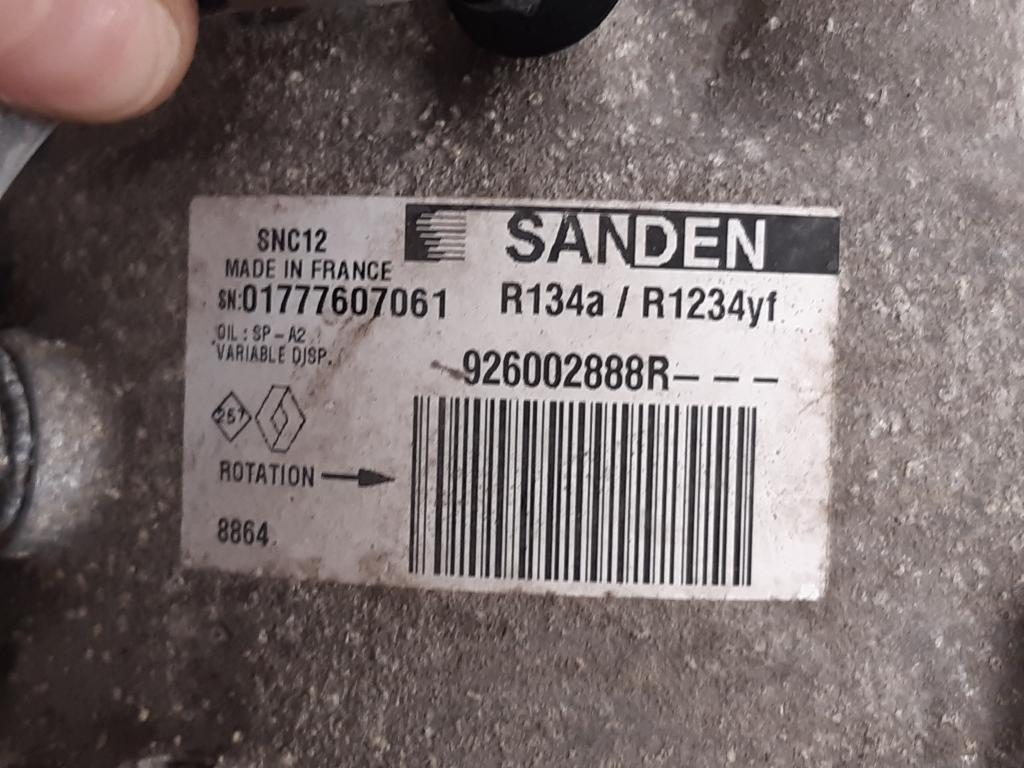 SNC12
MADE IN FRANCE
SN:01777607061
OIL : SP-A2
VARIABLE DISP.
SANDEN
R134a / R1234yf
926002888R---
257
ROTATION
8864